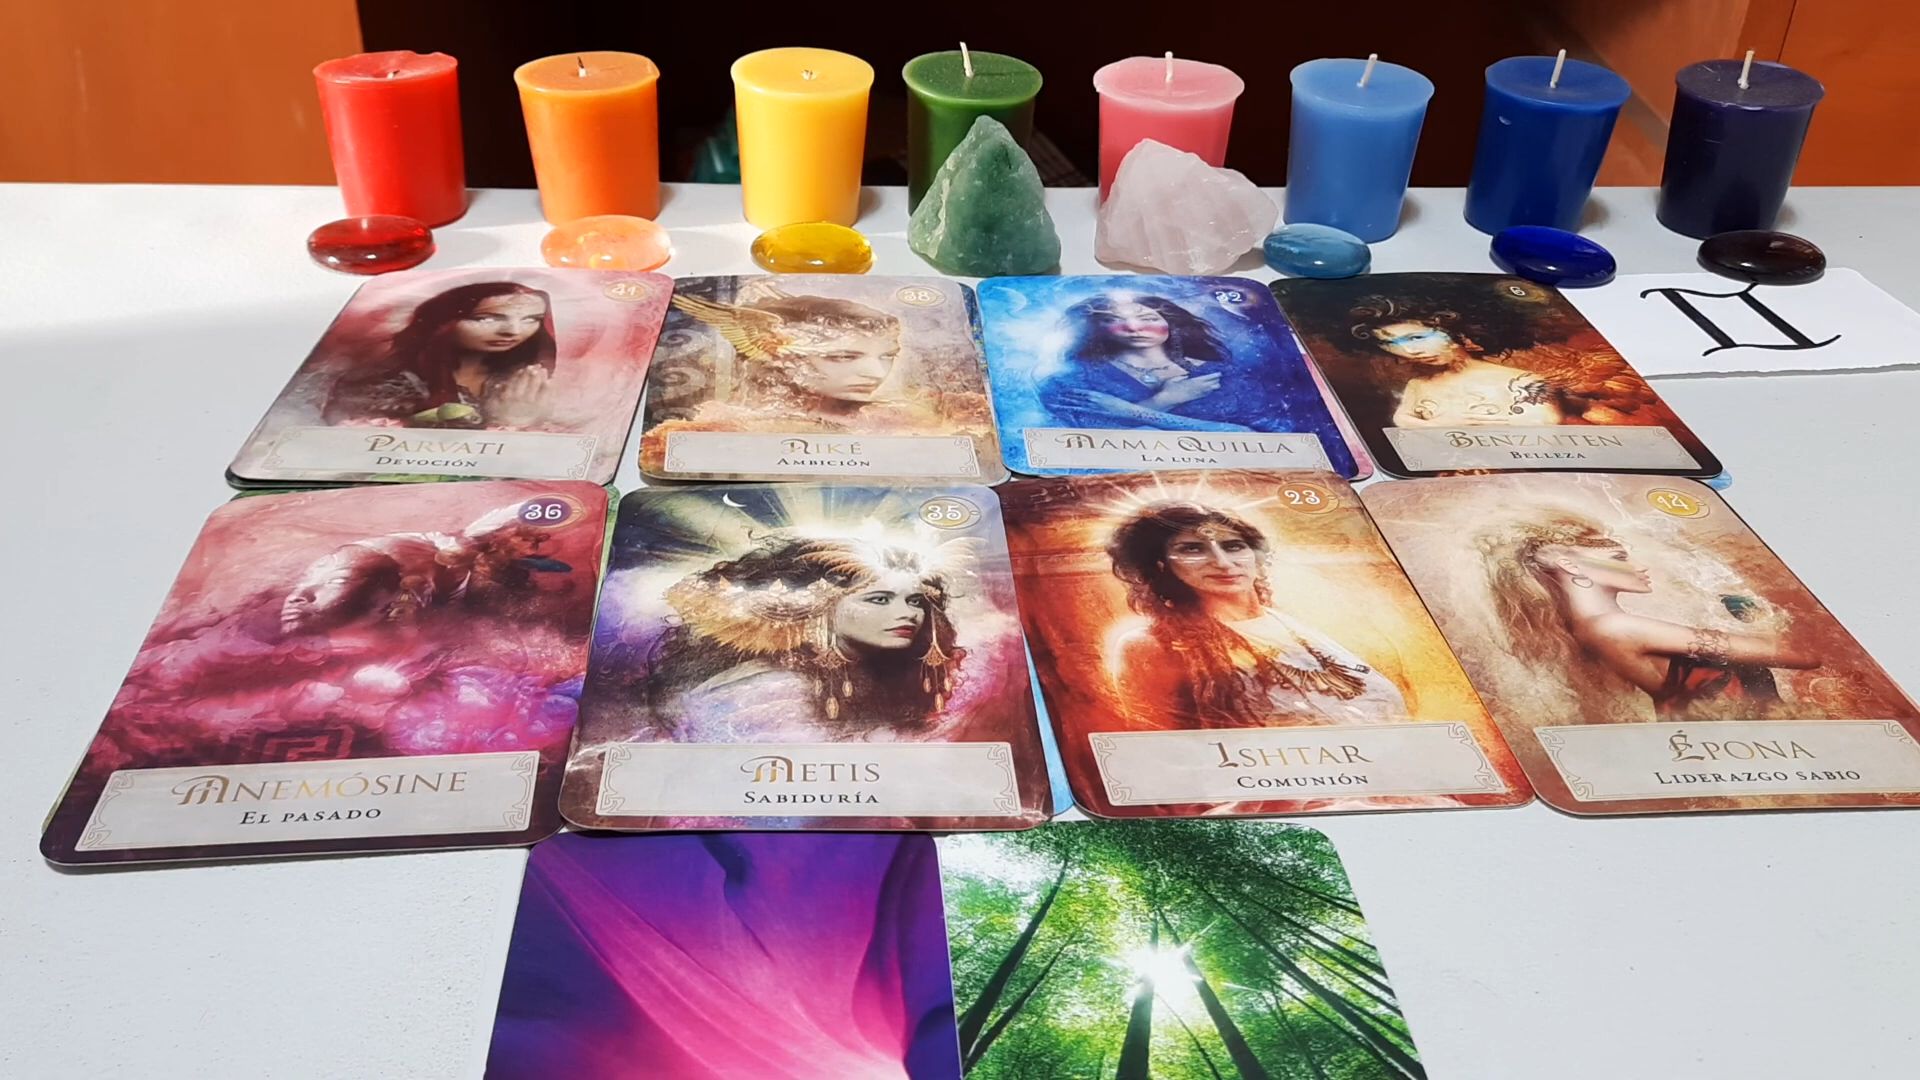 41
PARVATI
DEVOCIÓN
38
NIKÉ
AMBICIÓN
32
MAMA QUILLA
LA LUNA
6
BENZAITEN
BELLEZA
♊
36
MNEMÓSINE
EL PASADO
35
METIS
SABIDURÍA
23
ISHTAR
COMUNIÓN
14
ÉPONA
LIDERAZGO SABIO